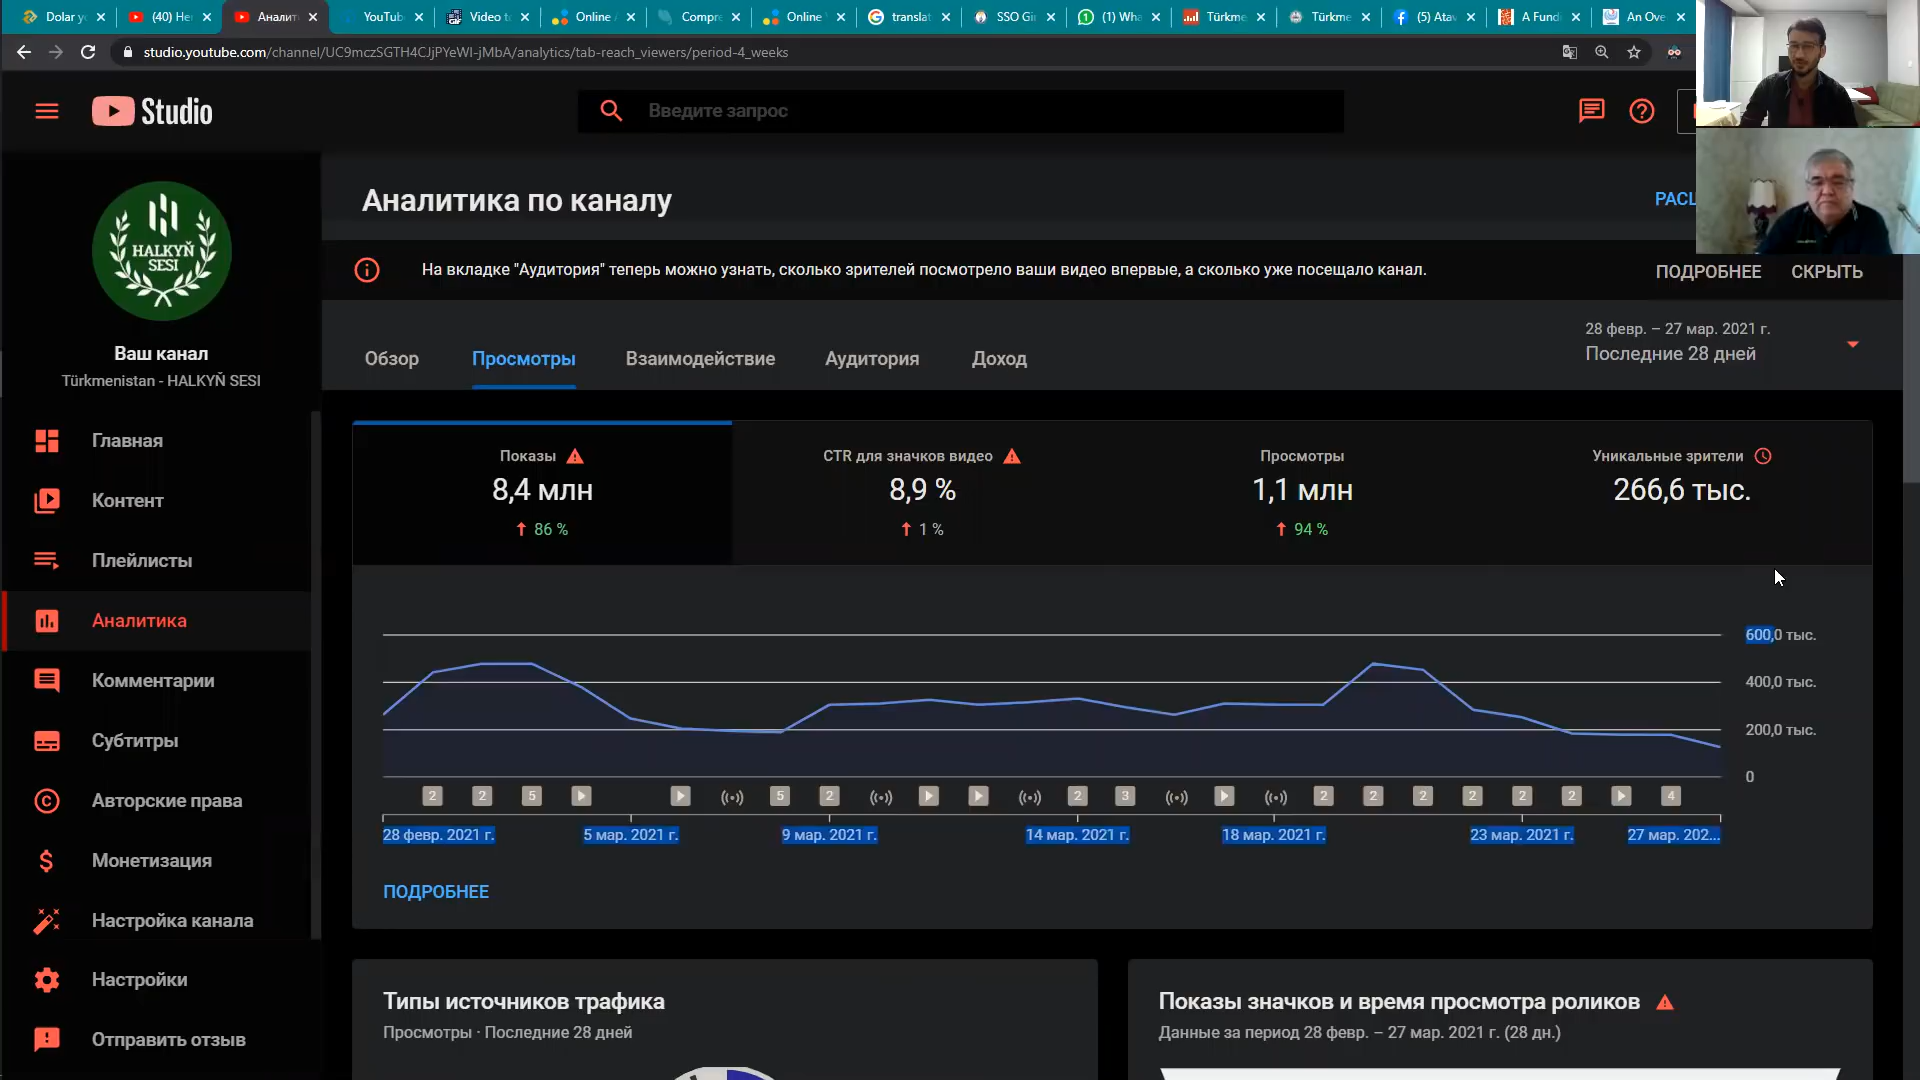 Dolar y
(40) He
Аналит
YouTub
Video t
Online
Compre
Online
translat
SSO Gi
(1) Wha
Türkme
Türkme
(5) Ata
A Fund
An Ove
studio.youtube.com/channel/UC9mczSGTH4CJjPYeWI-jMbA/analytics/tab-reach_viewers/period-4_weeks
Studio
Введите запрос
HALKYŇ
SESI
Ваш канал
Türkmenistan - HALKYŇ SESI
Главная
Контент
Плейлисты
Аналитика
Комментарии
Субтитры
Авторские права
Монетизация
Настройка канала
Настройки
Отправить отзыв
Аналитика по каналу
РАС
На вкладке "Аудитория" теперь можно узнать, сколько зрителей посмотрело ваши видео впервые, а сколько уже посещало канал.
ПОДРОБНЕЕ
СКРЫТЬ
Обзор
Просмотры
Взаимодействие
Аудитория
Доход
28 февр. – 27 мар. 2021 г.
Последние 28 дней
Показы
8,4 млн
86 %
CTR для значков видео
8,9 %
1 %
Просмотры
1,1 млн
94 %
Уникальные зрители
266,6 тыс.
600,0 тыс.
400,0 тыс.
200,0 тыс.
0
2
2
5
5
2
2
3
2
2
2
2
2
2
4
28 февр. 2021 г.
5 мар. 2021 г.
9 мар. 2021 г.
14 мар. 2021 г.
18 мар. 2021 г.
23 мар. 2021 г.
27 мар. 202...
ПОДРОБНЕЕ
Типы источников трафика
Просмотры · Последние 28 дней
Показы значков и время просмотра роликов
Данные за период 28 февр. – 27 мар. 2021 г. (28 дн.)